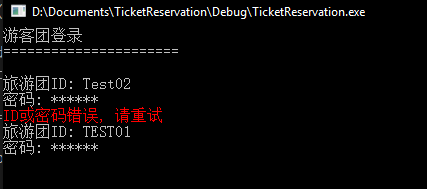 D:\Documents\TicketReservation\Debug\TicketReservation.exe
游客团登录
======================
旅游团ID: Test02
密码: ******
ID或密码错误, 请重试
旅游团ID: TEST01
密码: ******